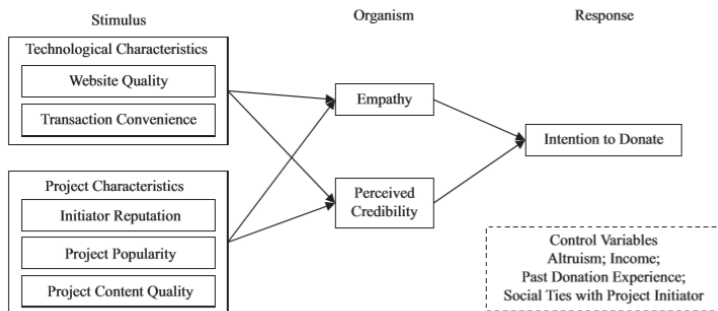 Stimulus
Organism
Response
Technological Characteristics
Website Quality
Transaction Convenience
Empathy
Intention to Donate
Project Characteristics
Initiator Reputation
Project Popularity
Project Content Quality
Perceived
Credibility
Control Variables
Altruism; Income;
Past Donation Experience;
Social Ties with Project Initiator